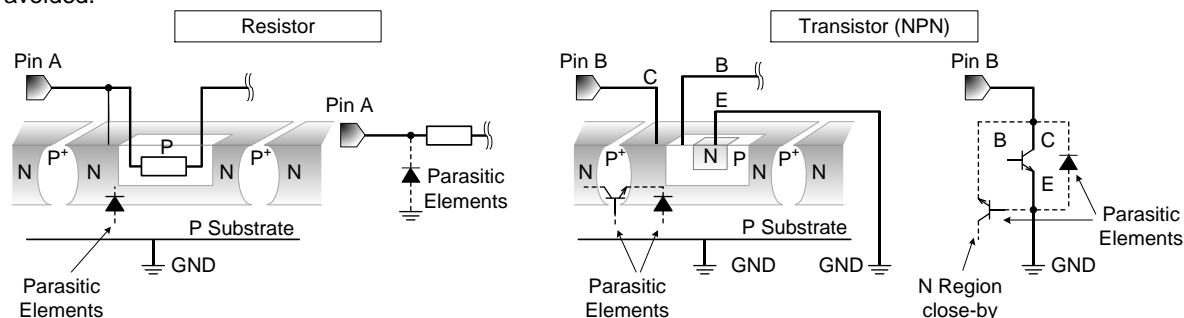 avoided.
Resistor
Transistor (NPN)
Pin A
Pin A
Parasitic
Elements
N
P+
N
P
N
P+
N
P Substrate
GND
Parasitic
Elements
Pin B
C
B
E
N
P+
N
N
P
N
P+
N
P Substrate
GND
GND
Parasitic
Elements
Pin B
B
C
E
Parasitic
Elements
GND
N Region
close-by